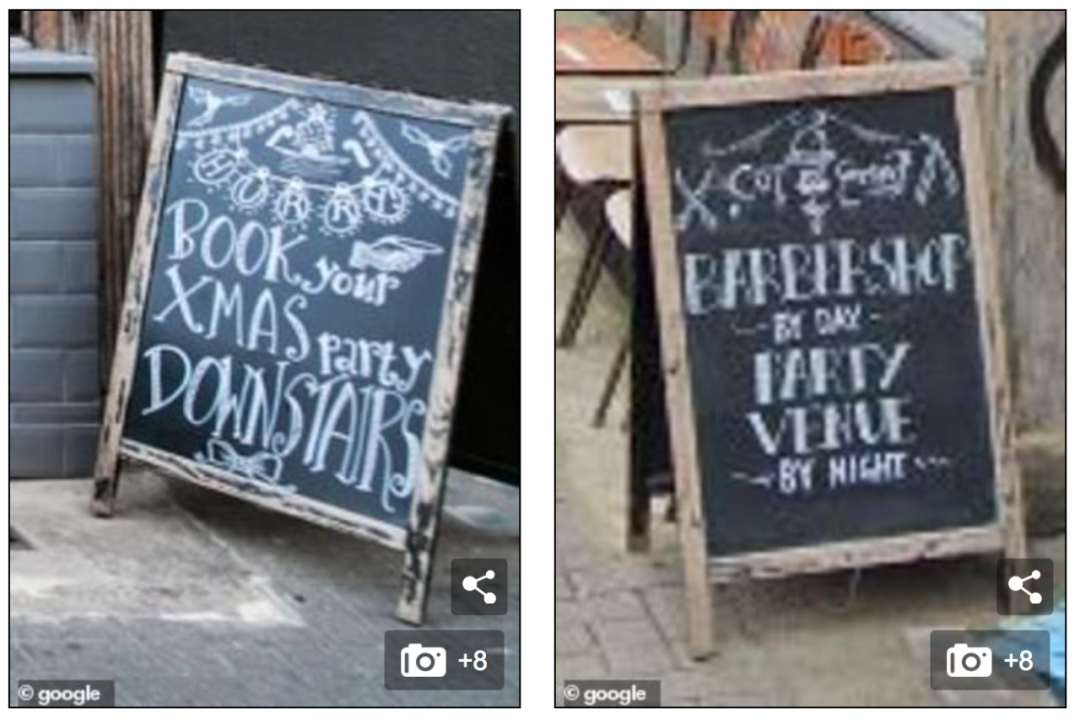 HURRY
BOOK your
XMAS party
DOWNSTAIRS
+8
© google
BARBERSHOP
BY DAY
PARTY
VENUE
BY NIGHT
+8
© google